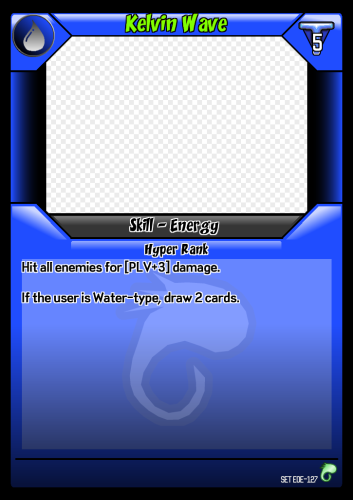 Kelvin Wave
5
Skill - Energy
Hyper Rank
Hit all enemies for [PLV+3] damage.
If the user is Water-type, draw 2 cards.
SET EDE-127